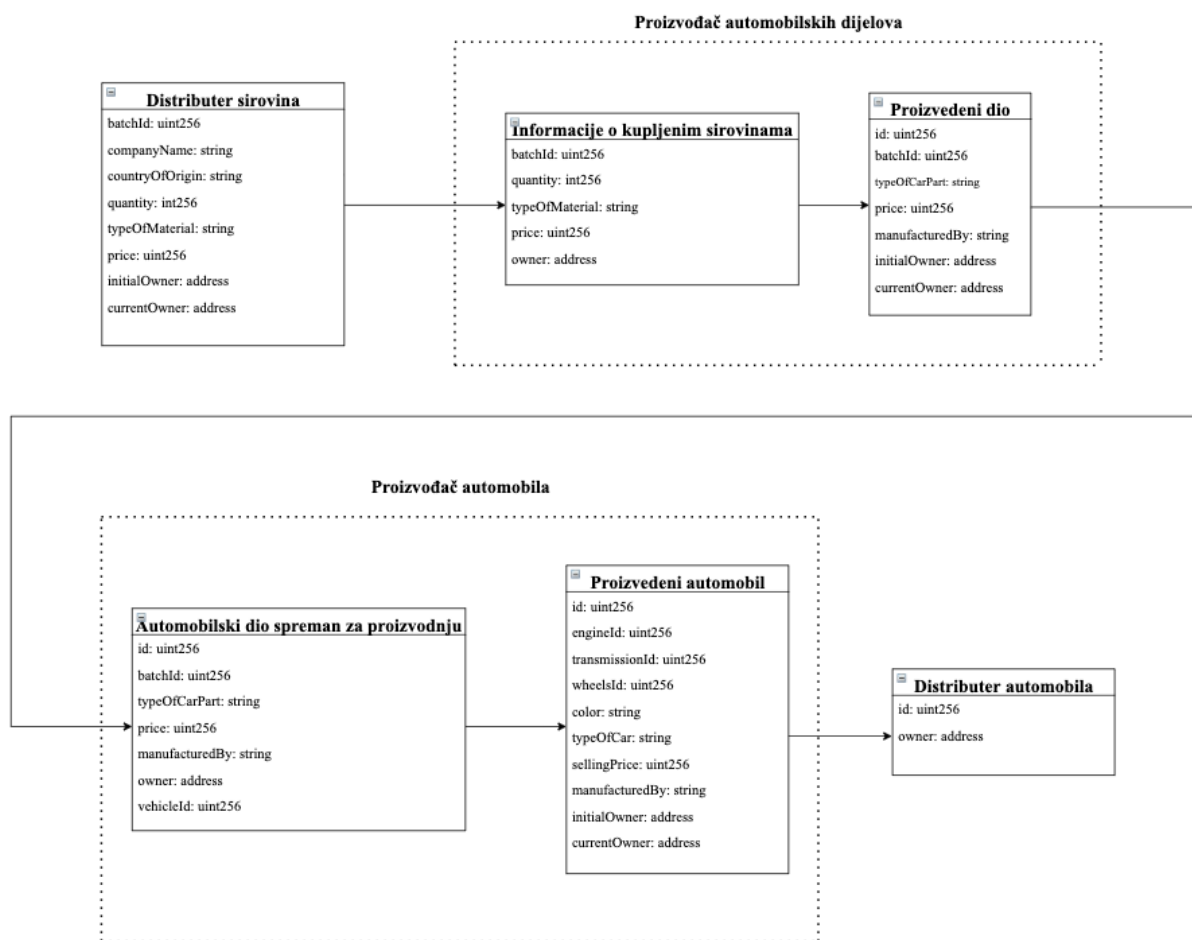 Proizvođač automobilskih dijelova
Distributer sirovina
batchId: uint256
companyName: string
countryOfOrigin: string
quantity: int256
typeOfMaterial: string
price: uint256
initialOwner: address
currentOwner: address
Informacije o kupljenim sirovinama
batchId: uint256
quantity: int256
typeOfMaterial: string
price: uint256
owner: address
Proizvedeni dio
id: uint256
batchId: uint256
typeOfCarPart: string
price: uint256
manufacturedBy: string
initialOwner: address
currentOwner: address
Proizvođač automobila
Automobilski dio spreman za proizvodnju
id: uint256
batchId: uint256
typeOfCarPart: string
price: uint256
manufacturedBy: string
owner: address
vehicleId: uint256
Proizvedeni automobil
id: uint256
engineId: uint256
transmissionId: uint256
wheelsId: uint256
color: string
typeOfCar: string
sellingPrice: uint256
manufacturedBy: string
initialOwner: address
currentOwner: address
Distributer automobila
id: uint256
owner: address